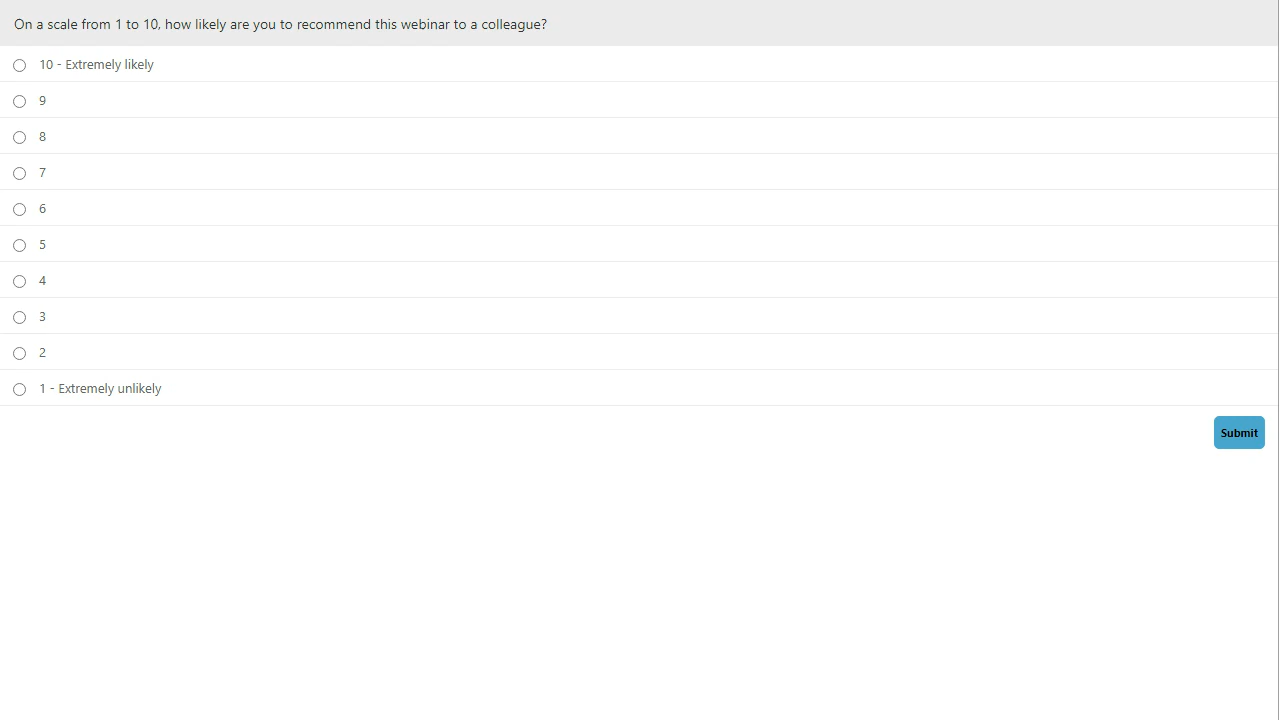 On a scale from 1 to 10, how likely are you to recommend this webinar to a colleague?
10 - Extremely likely
9
8
7
6
5
4
3
2
1 - Extremely unlikely
Submit